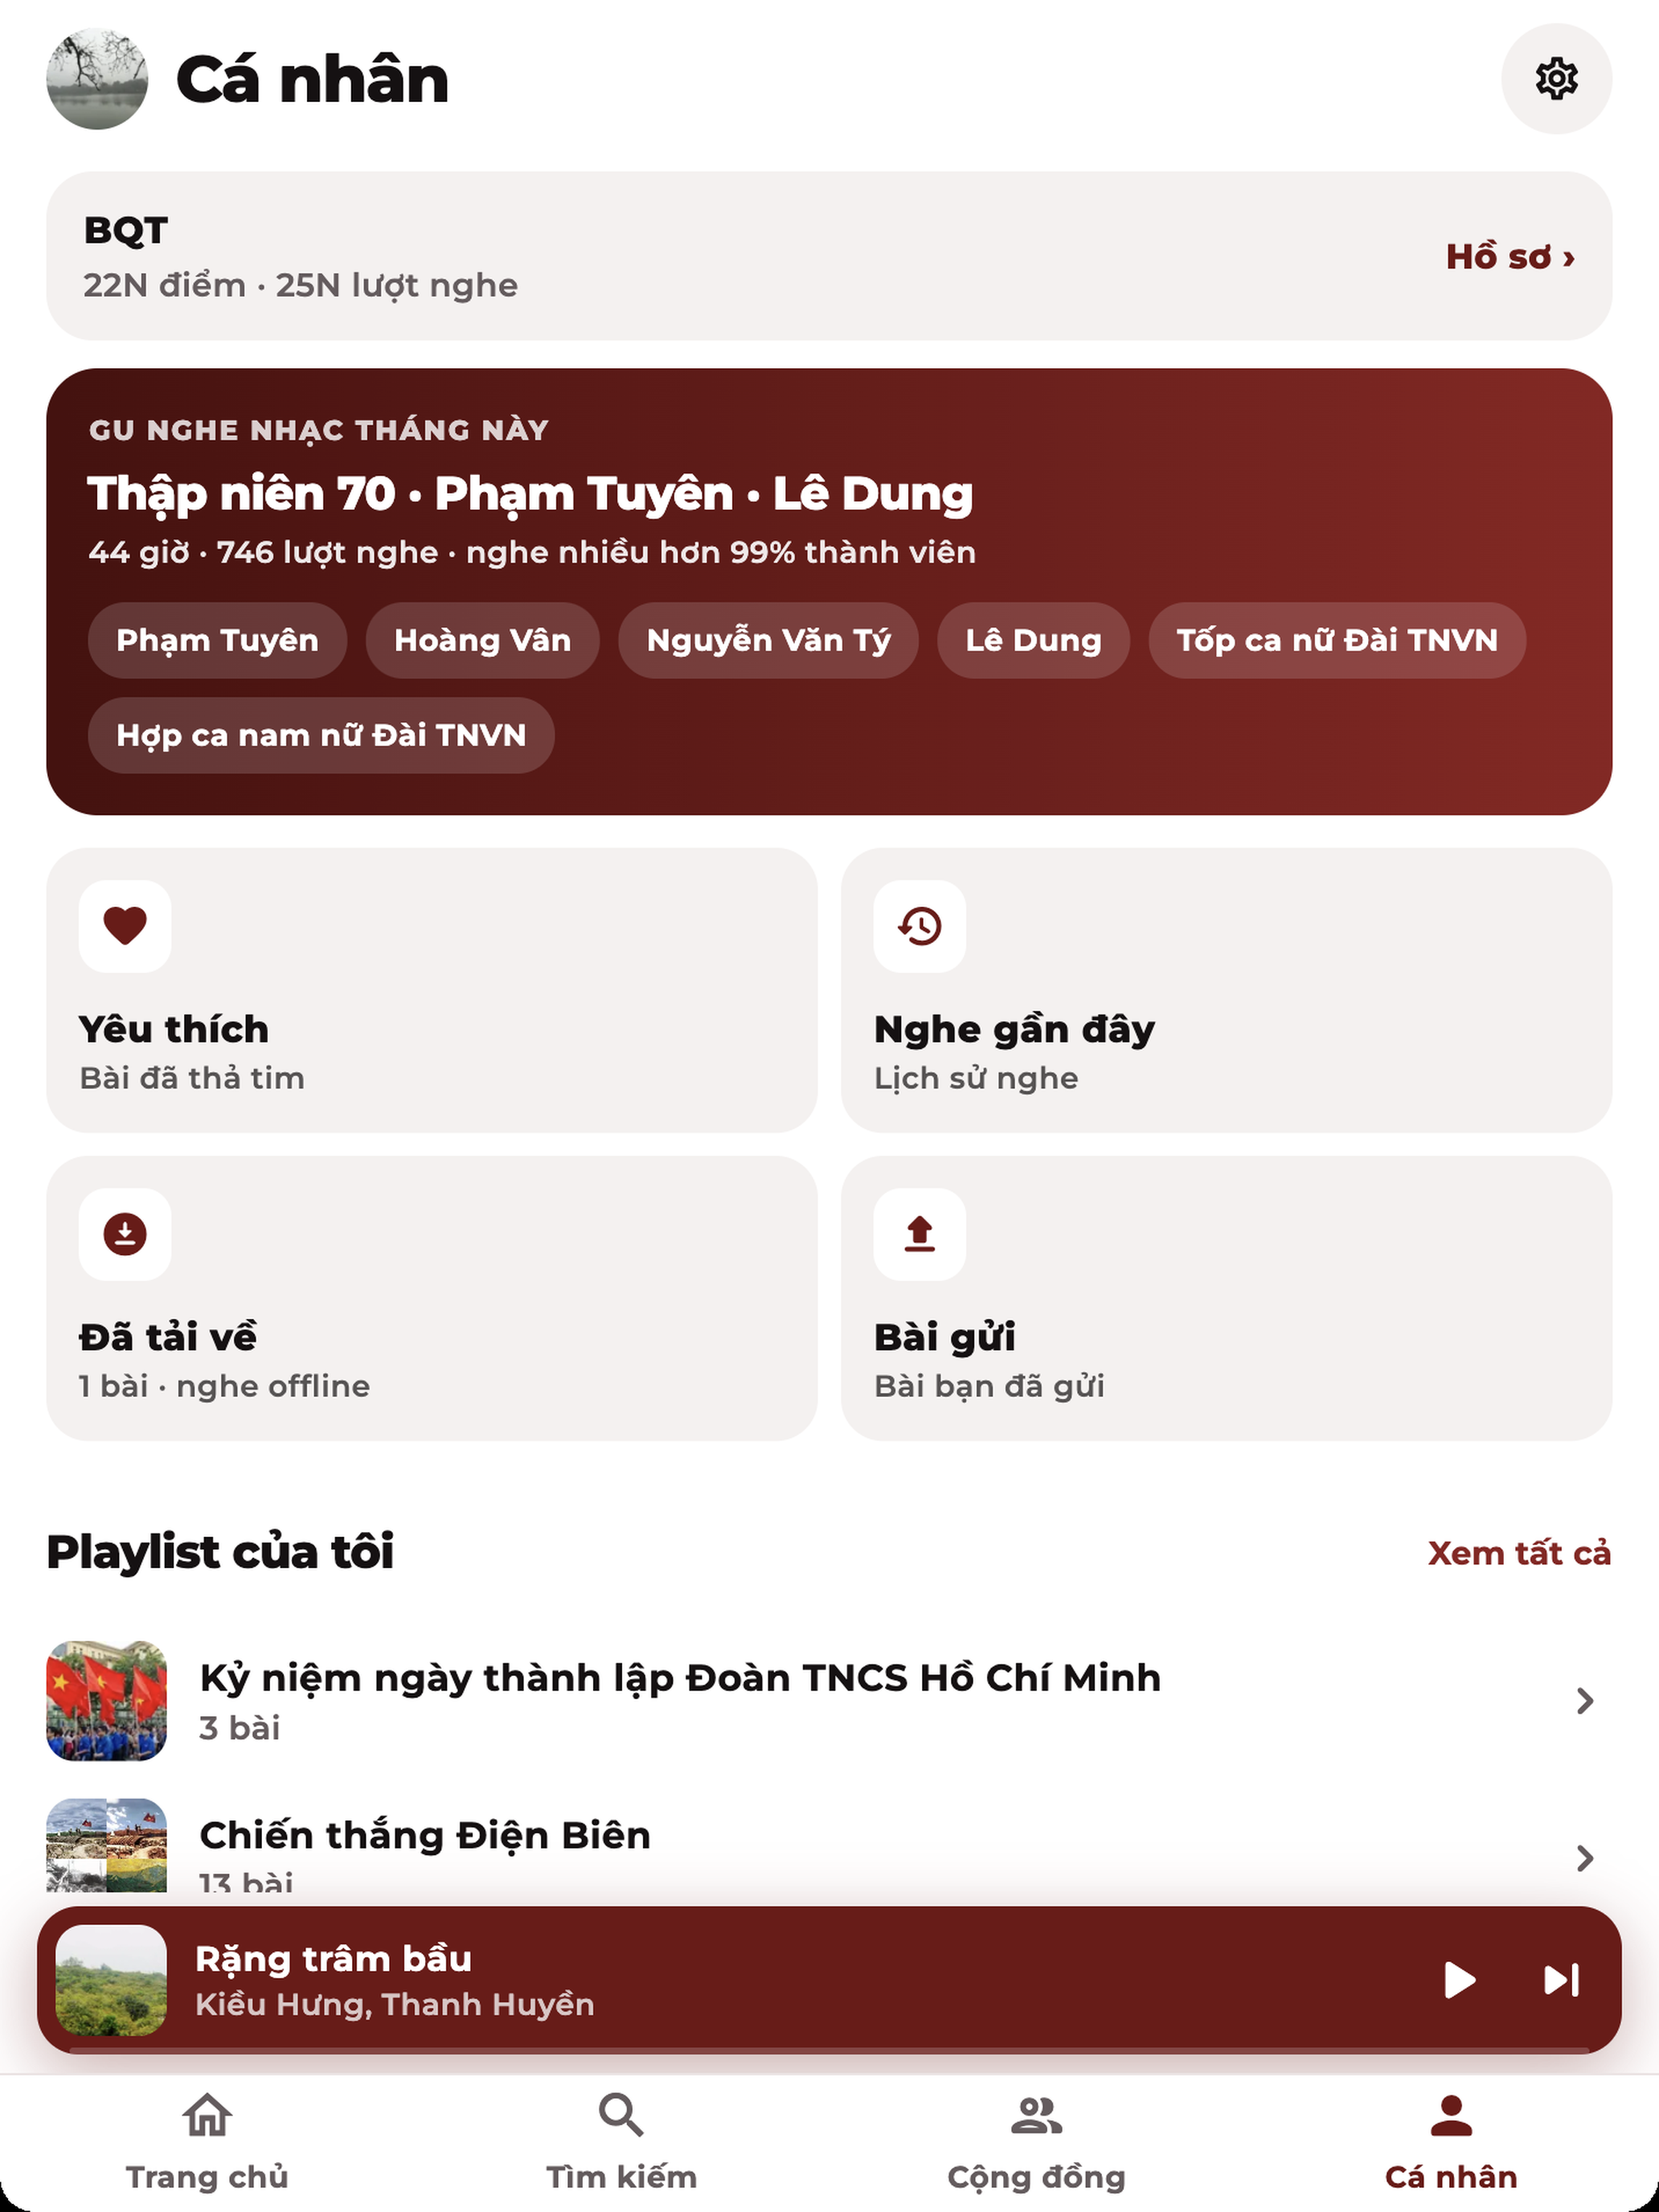 Cá nhân
BQT
22N điểm · 25N lượt nghe
Hồ sơ ›
GU NGHE NHẠC THÁNG NÀY
Thập niên 70 · Phạm Tuyên · Lê Dung
44 giờ · 746 lượt nghe · nghe nhiều hơn 99% thành viên
Phạm Tuyên
Hoàng Vân
Nguyễn Văn Tý
Lê Dung
Tốp ca nữ Đài TNVN
Hợp ca nam nữ Đài TNVN
Yêu thích
Bài đã thả tim
Nghe gần đây
Lịch sử nghe
Đã tải về
1 bài · nghe offline
Bài gửi
Bài bạn đã gửi
Playlist của tôi
Xem tất cả
Kỷ niệm ngày thành lập Đoàn TNCS Hồ Chí Minh
3 bài
Chiến thắng Điện Biên
13 bài
Rặng trâm bầu
Kiều Hưng, Thanh Huyền
Trang chủ
Tìm kiếm
Cộng đồng
Cá nhân